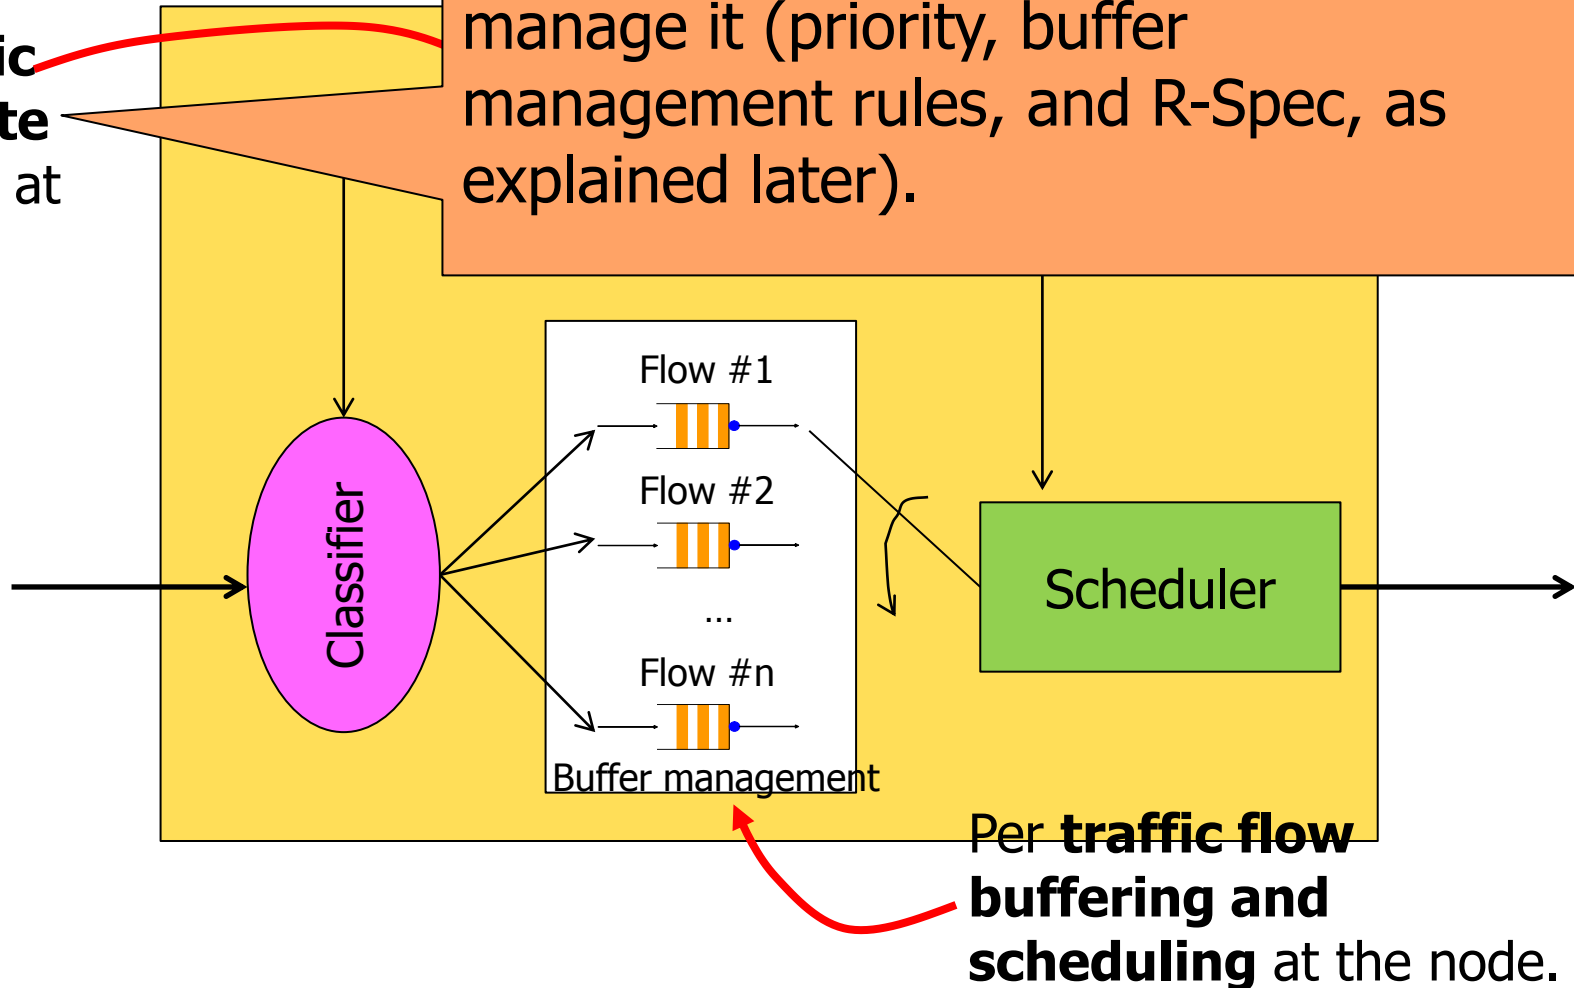 ic
te
at
manage it (priority, buffer
management rules, and R-Spec, as
explained later).
Flow #1
Flow #2
...
Flow #n
Buffer management
Classifier
Scheduler
Per traffic flow
buffering and
scheduling at the node.